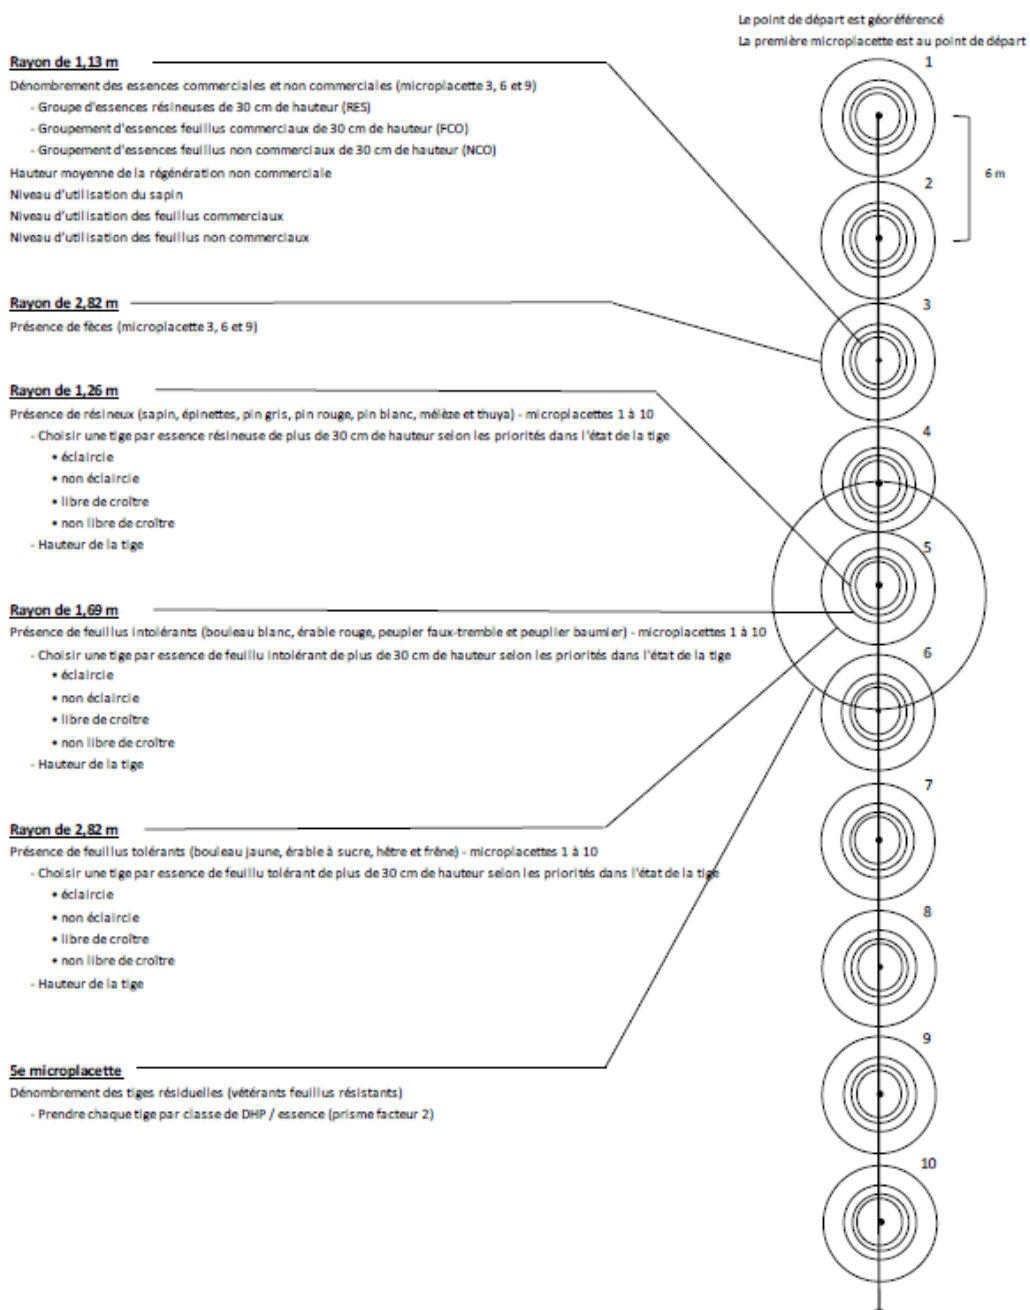 Le point de départ est géoréférencé
La première microplacette est au point de départ
Rayon de 1,13 m
Dénombrement des essences commerciales et non commerciales (microplacette 3, 6 et 9)
- Groupe d'essences résineuses de 30 cm de hauteur (RES)
- Groupement d'essences feuillus commerciaux de 30 cm de hauteur (FCO)
- Groupement d'essences feuillus non commerciaux de 30 cm de hauteur (NCO)
Hauteur moyenne de la régénération non commerciale
Niveau d'utilisation du sapin
Niveau d'utilisation des feuillus commerciaux
Niveau d'utilisation des feuillus non commerciaux
Rayon de 2,82 m
Présence de fèces (microplacette 3, 6 et 9)
Rayon de 1,26 m
Présence de résineux (sapin, épinettes, pin gris, pin rouge, pin blanc, mélèze et thuya) - microplacettes 1 à 10
- Choisir une tige par essence résineuse de plus de 30 cm de hauteur selon les priorités dans l'état de la tige
• éclaircie
• non éclaircie
• libre de croître
• non libre de croître
- Hauteur de la tige
Rayon de 1,69 m
Présence de feuillus intolérants (bouleau blanc, érable rouge, peupler faux-tremble et peuplier baumier) - microplacettes 1 à 10
- Choisir une tige par essence de feuillu intolérant de plus de 30 cm de hauteur selon les priorités dans l'état de la tige
• éclaircie
• non éclaircie
• libre de croître
• non libre de croître
- Hauteur de la tige
Rayon de 2,82 m
Présence de feuillus tolérants (bouleau jaune, érable à sucre, hêtre et frêne) - microplacettes 1 à 10
- Choisir une tige par essence de feuillu tolérant de plus de 30 cm de hauteur selon les priorités dans l'état de la tige
• éclaircie
• non éclaircie
• libre de croître
• non libre de croître
- Hauteur de la tige
5e microplacette
Dénombrement des tiges résiduelles (vétérants feuillus résistants)
- Prendre chaque tige par classe de DHP / essence (prisme facteur 2)
1
6 m
2
3
4
5
6
7
8
9
10